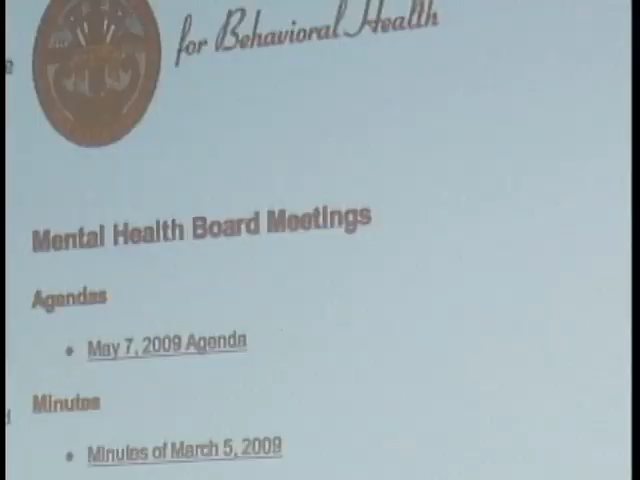 for Behavioral Health
Mental Health Board Meetings
Agendas
May 7, 2009 Agenda
Minutes
Minutes of March 5, 2009